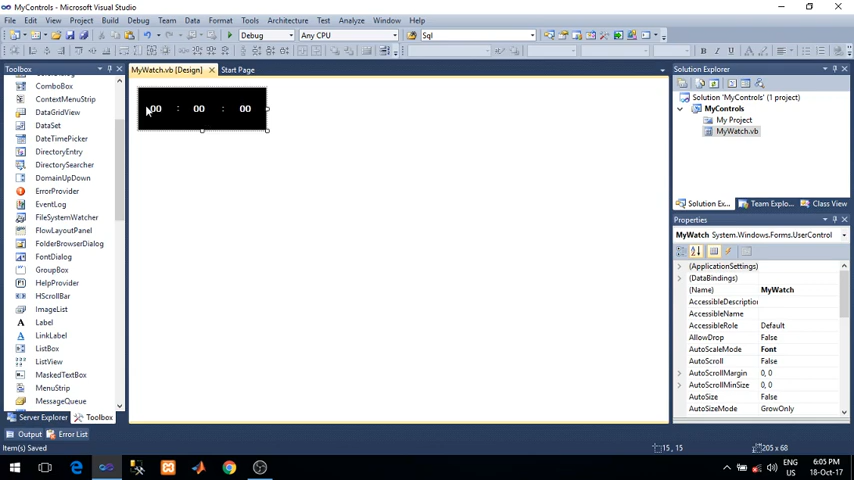 MyControls - Microsoft Visual Studio
File Edit View Project Build Debug Team Data Format Tools Architecture Test Analyze Window Help
Debug Any CPU Sql
Toolbox
ComboBox
ContextMenuStrip
DataGridView
DataSet
DateTimePicker
DirectoryEntry
DirectorySearcher
DomainUpDown
ErrorProvider
EventLog
FileSystemWatcher
FlowLayoutPanel
FolderBrowserDialog
FontDialog
GroupBox
HelpProvider
HScrollBar
ImageList
Label
LinkLabel
ListBox
ListView
MaskedTextBox
MenuStrip
MessageQueue
Server Explorer Toolbox
MyWatch.vb [Design] Start Page
00 : 00 : 00
Solution Explorer
Solution 'MyControls' (1 project)
MyControls
My Project
MyWatch.vb
Solution Ex... Team Explo... Class View
Properties
MyWatch System.Windows.Forms.UserControl
(ApplicationSettings)
(DataBindings)
(Name) MyWatch
AccessibleDescription
AccessibleName
AccessibleRole Default
AllowDrop False
AutoScaleMode Font
AutoScroll False
AutoScrollMargin 0, 0
AutoScrollMinSize 0, 0
AutoSize False
AutoSizeMode GrowOnly
Output Error List
Item(s) Saved 15 , 15 205 x 68
ENG 6:05 PM
US 18-Oct-17